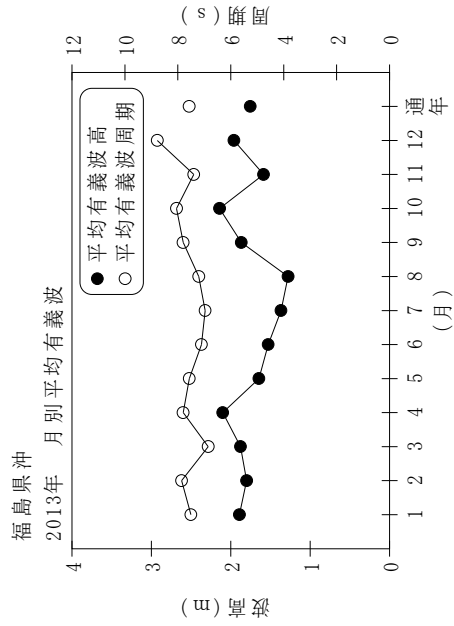 福島県沖
2013年 月別平均有義波
平均有義波高
平均有義波周期
波高(m)
4
3
2
1
0
周期(s)
12
10
8
6
4
2
0
1 2 3 4 5 6 7 8 9 10 11 12 通年
(月)